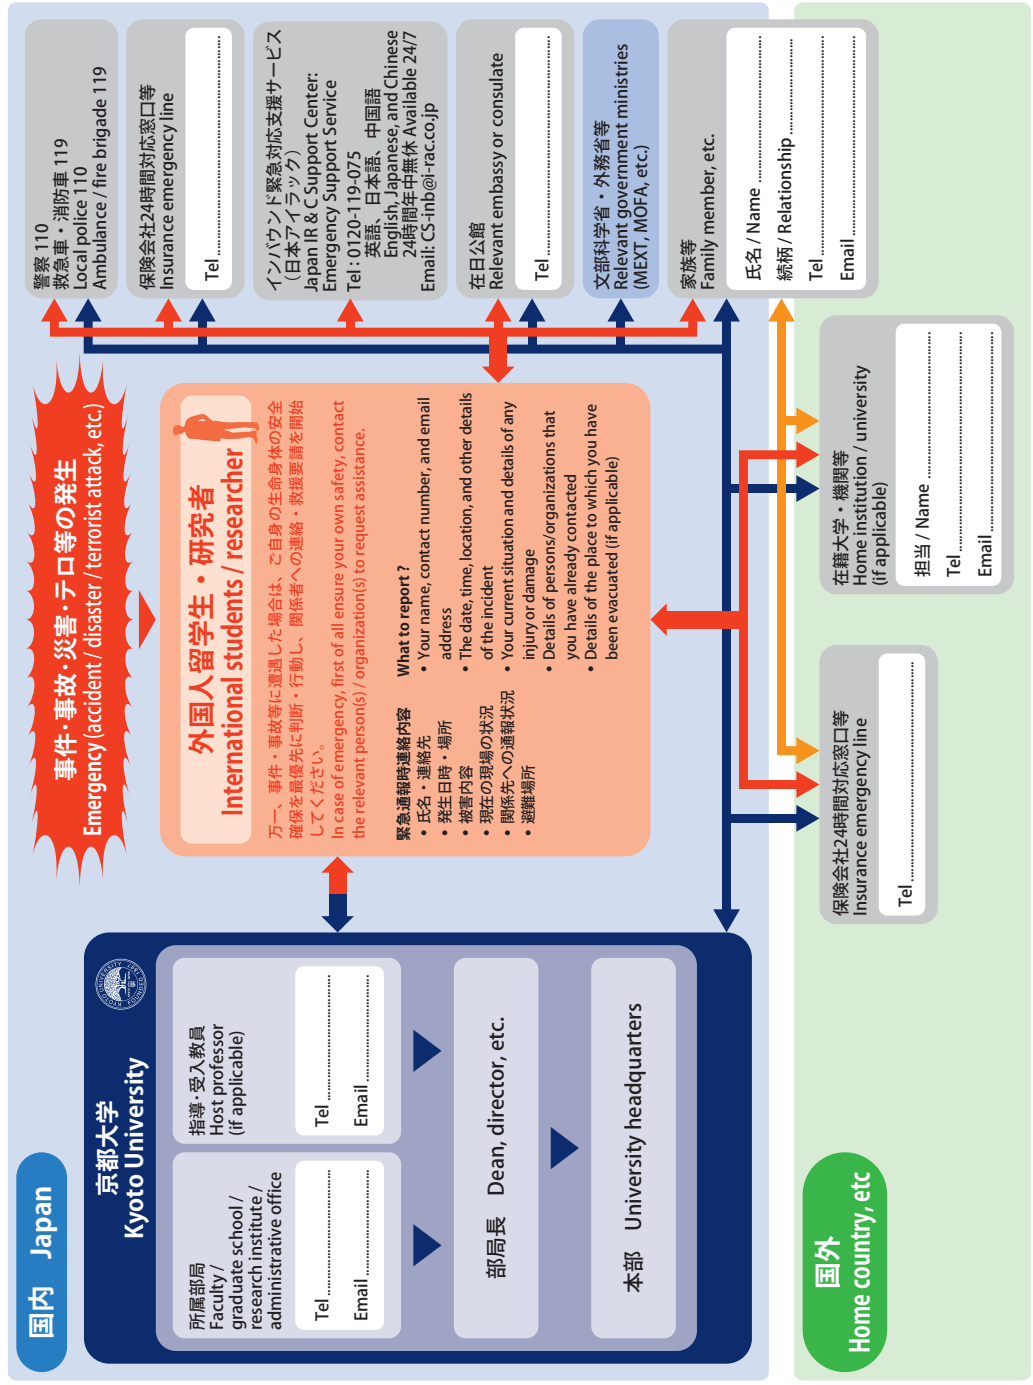 国内 Japan
事件・事故・災害・テロ等の発生
Emergency (accident / disaster / terrorist attack, etc.)
京都大学
Kyoto University
KYOTO UNIVERSITY
FOUNDED 1897
所属部局
Faculty /
graduate school /
research institute /
administrative office
Tel
Email
指導・受入教員
Host professor
(if applicable)
Tel
Email
部局長 Dean, director, etc.
本部 University headquarters
外国人留学生・研究者
International students / researcher
万一、事件・事故等に遭遇した場合は、ご自身の生命身体の安全
確保を最優先に判断・行動し、関係者への連絡・救援要請を開始
してください。
In case of emergency, first of all ensure your own safety, contact
the relevant person(s) / organization(s) to request assistance.
緊急通報時連絡内容
• 氏名・連絡先
• 発生日時・場所
• 被害内容
• 現在の現場の状況
• 関係先への通報状況
• 避難場所
What to report ?
• Your name, contact number, and email
address
• The date, time, location, and other details
of the incident
• Your current situation and details of any
injury or damage
• Details of persons/organizations that
you have already contacted
• Details of the place to which you have
been evacuated (if applicable)
警察 110
救急車・消防車 119
Local police 110
Ambulance / fire brigade 119
保険会社24時間対応窓口等
Insurance emergency line
Tel
インバウンド緊急対応支援サービス
（日本アイラック）
Japan IR & C Support Center:
Emergency Support Service
Tel : 0120-119-075
英語、日本語、中国語
English, Japanese, and Chinese
24時間年中無休 Available 24/7
Email: CS-inb@i-rac.co.jp
在日公館
Relevant embassy or consulate
Tel
文部科学省・外務省等
Relevant government ministries
(MEXT, MOFA, etc.)
家族等
Family member, etc.
氏名 / Name
続柄 / Relationship
Tel
Email
国外
Home country, etc
保険会社24時間対応窓口等
Insurance emergency line
Tel
在籍大学・機関等
Home institution / university
(if applicable)
担当 / Name
Tel
Email